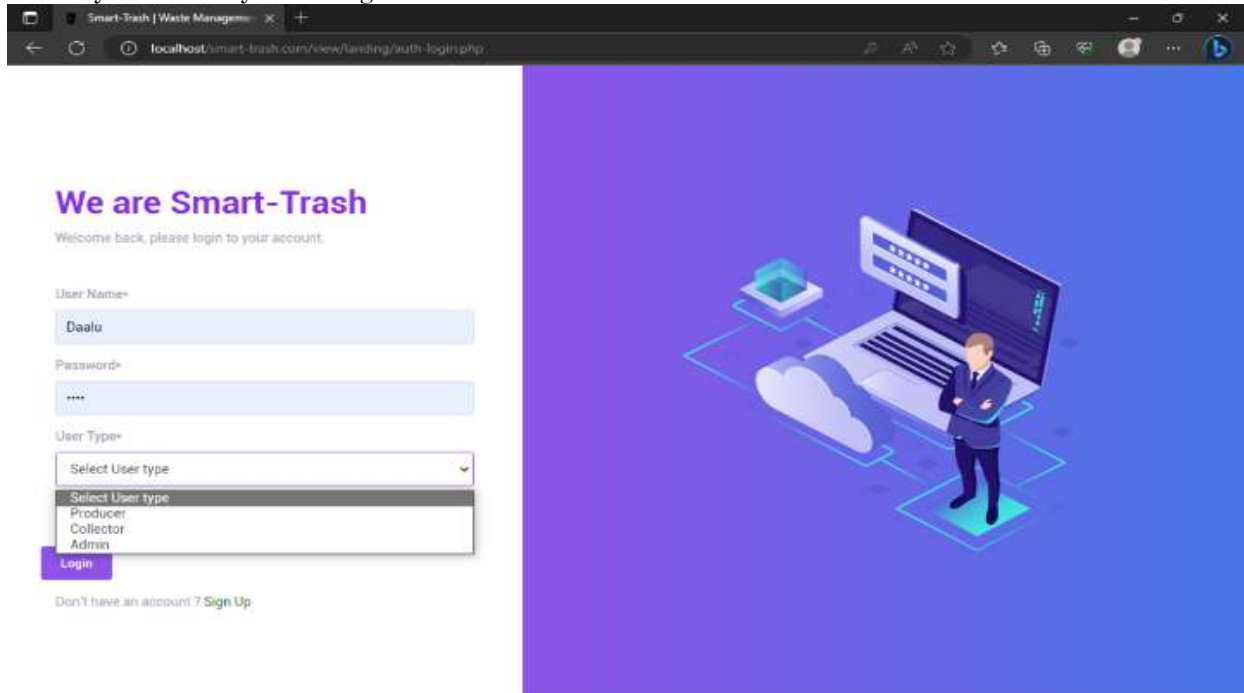 Smart-Trash | Waste Manageme
localhost/smart-trash.com/view/landing/auth-login.php
We are Smart-Trash
Welcome back, please login to your account.
User Name*
Daalu
Password*
••••
User Type*
Select User type
Select User type
Producer
Collector
Admin
Login
Don't have an account ? Sign Up